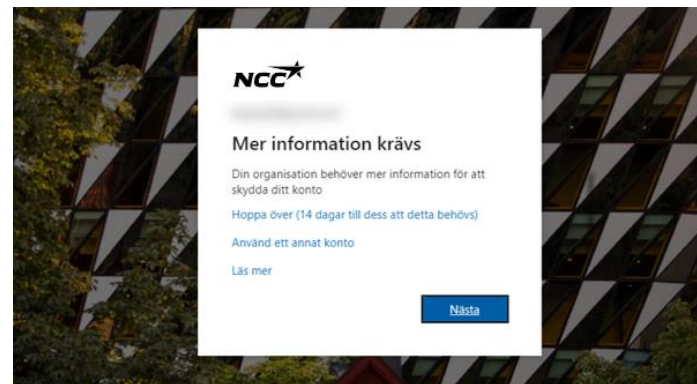 NCC
Mer information krävs
Din organisation behöver mer information för att
skydda ditt konto
Hoppa över (14 dagar till dess att detta behövs)
Använd ett annat konto
Läs mer
Nästa